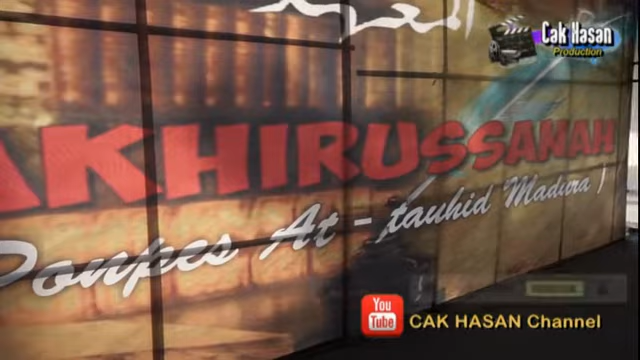 Cak Hasan
Production
AKHIRUSSANAH
Ponpes At - tauhid Madura )
You
Tube
CAK HASAN Channel